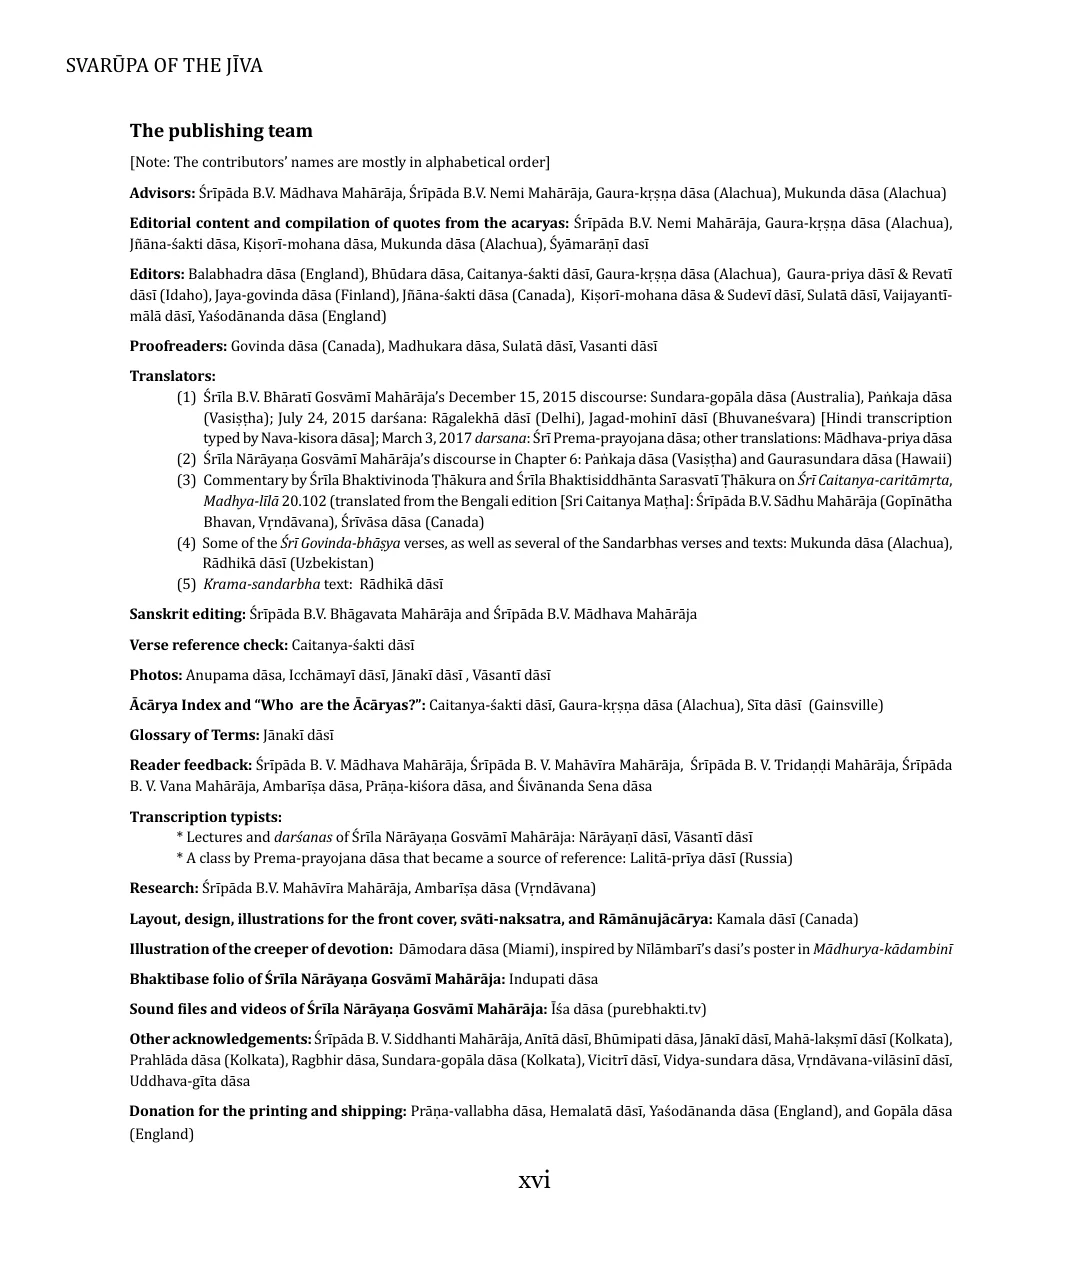 SVARŪPA OF THE JĪVA
The publishing team
[Note: The contributors’ names are mostly in alphabetical order]
Advisors: Śrīpāda B.V. Mādhava Mahārāja, Śrīpāda B.V. Nemi Mahārāja, Gaura-kṛṣṇa dāsa (Alachua), Mukunda dāsa (Alachua)
Editorial content and compilation of quotes from the acaryas: Śrīpāda B.V. Nemi Mahārāja, Gaura-kṛṣṇa dāsa (Alachua),
Jñāna-śakti dāsa, Kiṣorī-mohana dāsa, Mukunda dāsa (Alachua), Śyāmarāṇī dasī
Editors: Balabhadra dāsa (England), Bhūdara dāsa, Caitanya-śakti dāsī, Gaura-kṛṣṇa dāsa (Alachua), Gaura-priya dāsī & Revatī
dāsī (Idaho), Jaya-govinda dāsa (Finland), Jñāna-śakti dāsa (Canada), Kiṣorī-mohana dāsa & Sudevī dāsī, Sulatā dāsī, Vaijayantī-
mālā dāsī, Yaśodānanda dāsa (England)
Proofreaders: Govinda dāsa (Canada), Madhukara dāsa, Sulatā dāsī, Vasanti dāsī
Translators:
(1) Śrīla B.V. Bhāratī Gosvāmī Mahārāja’s December 15, 2015 discourse: Sundara-gopāla dāsa (Australia), Paṅkaja dāsa
(Vasiṣṭha); July 24, 2015 darśana: Rāgalekhā dāsī (Delhi), Jagad-mohinī dāsī (Bhuvaneśvara) [Hindi transcription
typed by Nava-kisora dāsa]; March 3, 2017 darsana: Śrī Prema-prayojana dāsa; other translations: Mādhava-priya dāsa
(2) Śrīla Nārāyaṇa Gosvāmī Mahārāja’s discourse in Chapter 6: Paṅkaja dāsa (Vasiṣṭha) and Gaurasundara dāsa (Hawaii)
(3) Commentary by Śrīla Bhaktivinoda Ṭhākura and Śrīla Bhaktisiddhānta Sarasvatī Ṭhākura on Śrī Caitanya-caritāmṛta,
Madhya-līlā 20.102 (translated from the Bengali edition [Sri Caitanya Maṭha]: Śrīpāda B.V. Sādhu Mahārāja (Gopīnātha
Bhavan, Vṛndāvana), Śrīvāsa dāsa (Canada)
(4) Some of the Śrī Govinda-bhāṣya verses, as well as several of the Sandarbhas verses and texts: Mukunda dāsa (Alachua),
Rādhikā dāsī (Uzbekistan)
(5) Krama-sandarbha text: Rādhikā dāsī
Sanskrit editing: Śrīpāda B.V. Bhāgavata Mahārāja and Śrīpāda B.V. Mādhava Mahārāja
Verse reference check: Caitanya-śakti dāsī
Photos: Anupama dāsa, Icchāmayī dāsī, Jānakī dāsī , Vāsantī dāsī
Ācārya Index and “Who are the Ācāryas?”: Caitanya-śakti dāsī, Gaura-kṛṣṇa dāsa (Alachua), Sīta dāsī (Gainsville)
Glossary of Terms: Jānakī dāsī
Reader feedback: Śrīpāda B. V. Mādhava Mahārāja, Śrīpāda B. V. Mahāvīra Mahārāja, Śrīpāda B. V. Tridaṇḍi Mahārāja, Śrīpāda
B. V. Vana Mahārāja, Ambarīṣa dāsa, Prāṇa-kiśora dāsa, and Śivānanda Sena dāsa
Transcription typists:
* Lectures and darśanas of Śrīla Nārāyaṇa Gosvāmī Mahārāja: Nārāyaṇī dāsī, Vāsantī dāsī
* A class by Prema-prayojana dāsa that became a source of reference: Lalitā-prīya dāsī (Russia)
Research: Śrīpāda B.V. Mahāvīra Mahārāja, Ambarīṣa dāsa (Vṛndāvana)
Layout, design, illustrations for the front cover, svāti-naksatra, and Rāmānujācārya: Kamala dāsī (Canada)
Illustration of the creeper of devotion: Dāmodara dāsa (Miami), inspired by Nīlāmbarī’s dasi’s poster in Mādhurya-kādambinī
Bhaktibase folio of Śrīla Nārāyaṇa Gosvāmī Mahārāja: Indupati dāsa
Sound files and videos of Śrīla Nārāyaṇa Gosvāmī Mahārāja: Īśa dāsa (purebhakti.tv)
Other acknowledgements: Śrīpāda B. V. Siddhanti Mahārāja, Anītā dāsī, Bhūmipati dāsa, Jānakī dāsī, Mahā-lakṣmī dāsī (Kolkata),
Prahlāda dāsa (Kolkata), Ragbhir dāsa, Sundara-gopāla dāsa (Kolkata), Vicitrī dāsī, Vidya-sundara dāsa, Vṛndāvana-vilāsinī dāsī,
Uddhava-gīta dāsa
Donation for the printing and shipping: Prāṇa-vallabha dāsa, Hemalatā dāsī, Yaśodānanda dāsa (England), and Gopāla dāsa
(England)
xvi